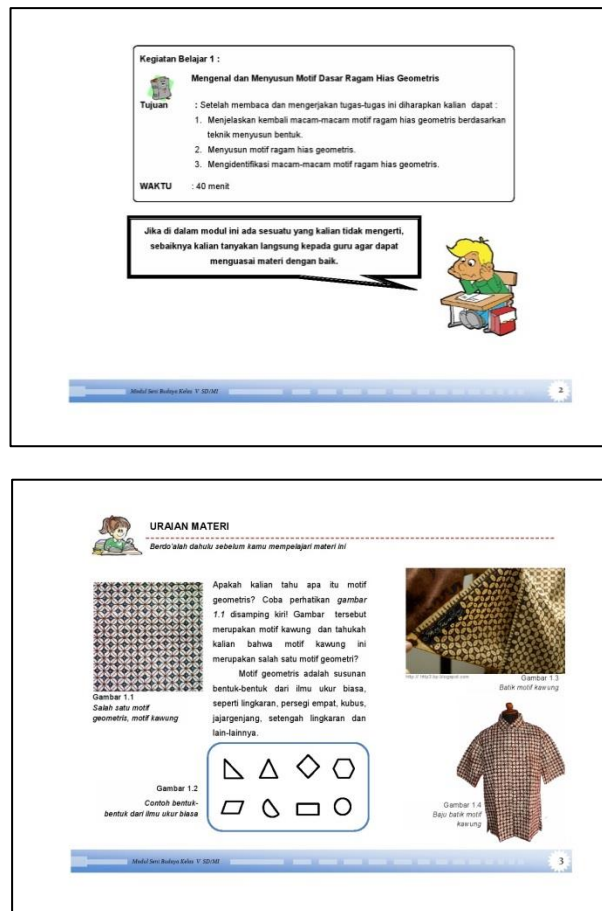 Kegiatan Belajar 1 :
Mengenal dan Menyusun Motif Dasar Ragam Hias Geometris
Tujuan : Setelah membaca dan mengerjakan tugas-tugas ini diharapkan kalian dapat :
1. Menjelaskan kembali macam-macam motif ragam hias geometris berdasarkan
teknik menyusun bentuk.
2. Menyusun motif ragam hias geometris.
3. Mengidentifikasi macam-macam motif ragam hias geometris.
WAKTU : 40 menit
Jika di dalam modul ini ada sesuatu yang kalian tidak mengerti,
sebaiknya kalian tanyakan langsung kepada guru agar dapat
menguasai materi dengan baik.
Modul Seni Budaya Kelas V SD/MI
2
URAIAN MATERI
Berdo'alah dahulu sebelum kamu mempelajari materi ini
Gambar 1.1
Salah satu motif
geometris, motif kawung
Apakah kalian tahu apa itu motif
geometris? Coba perhatikan gambar
1.1 disamping kiri! Gambar tersebut
merupakan motif kawung dan tahukah
kalian bahwa motif kawung ini
merupakan salah satu motif geometri?
Motif geometris adalah susunan
bentuk-bentuk dari ilmu ukur biasa,
seperti lingkaran, persegi empat, kubus,
jajargenjang, setengah lingkaran dan
lain-lainnya.
Gambar 1.2
Contoh bentuk-
bentuk dari ilmu ukur biasa
Gambar 1.3
Batik motif kawung
Gambar 1.4
Baju batik motif
kawung
Modul Seni Budaya Kelas V SD/MI
3